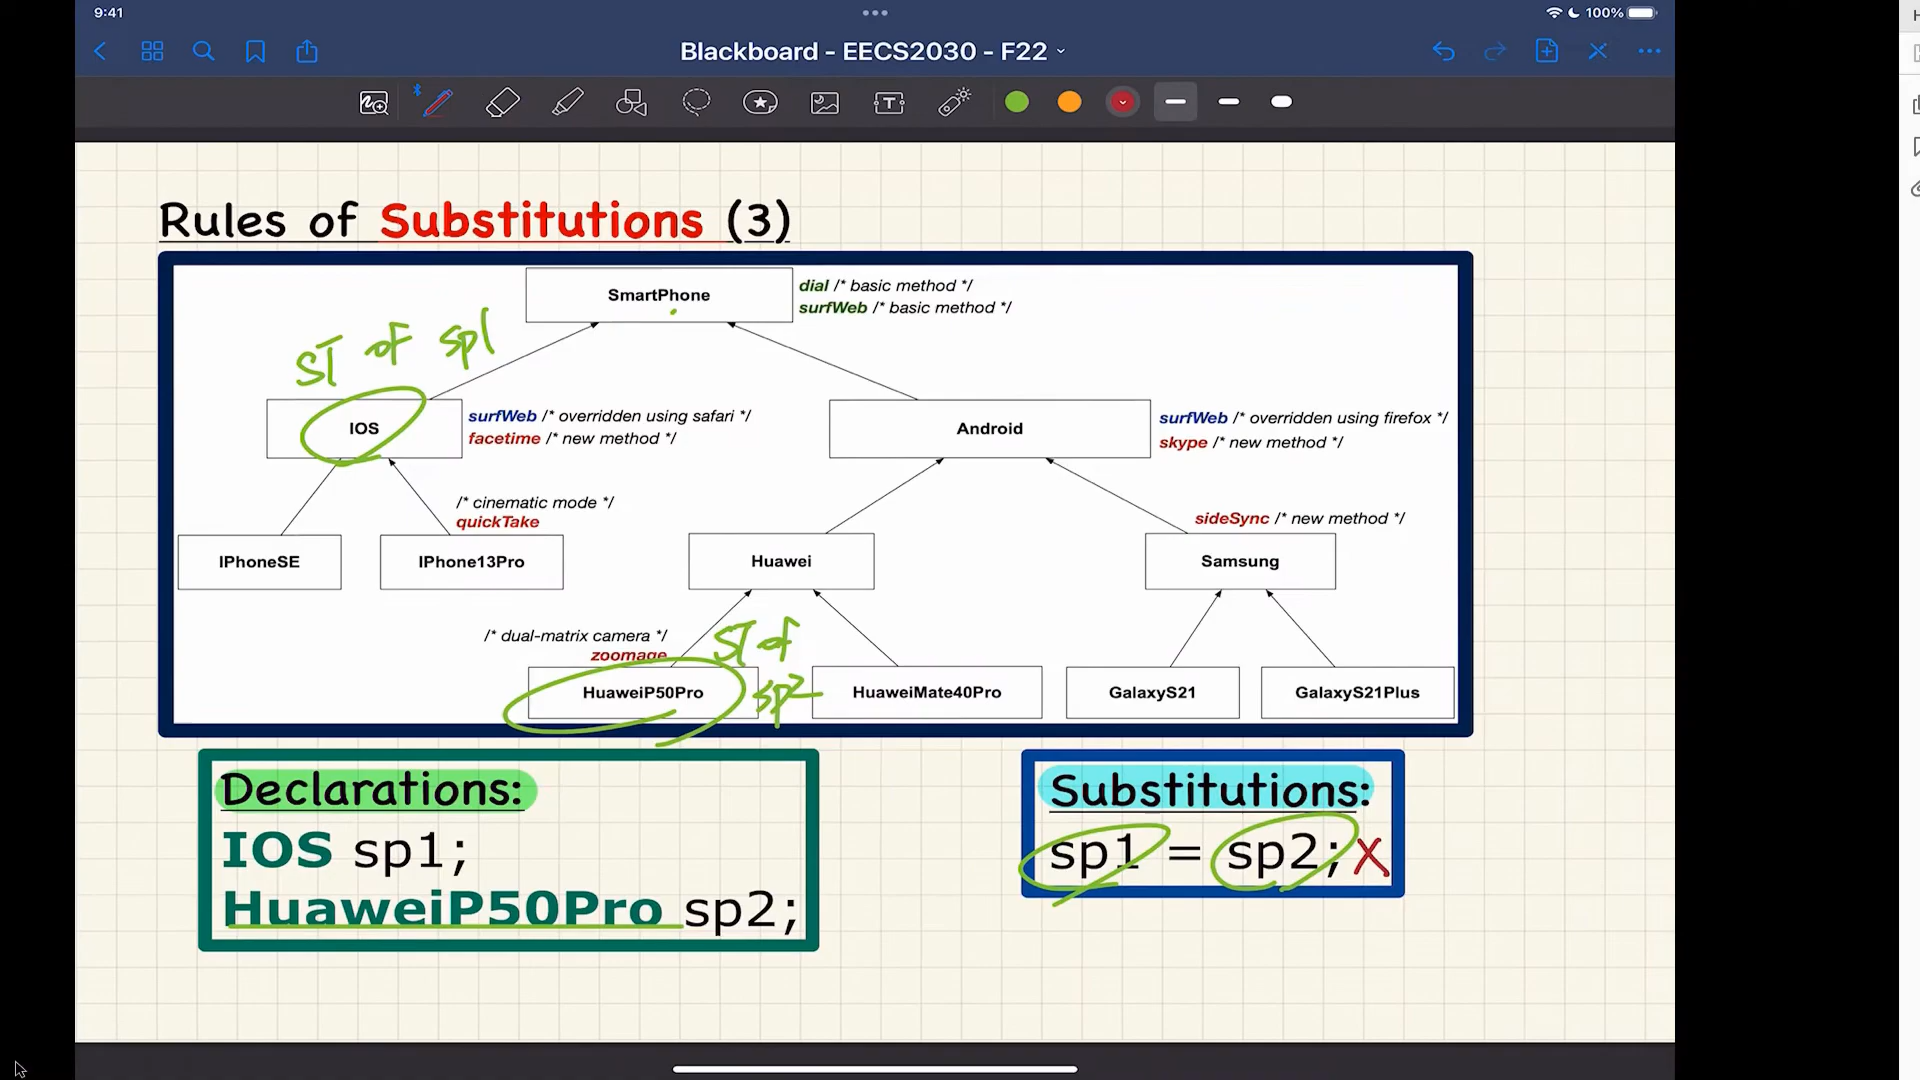 9:41
100%
Blackboard - EECS2030 - F22
Rules of Substitutions (3)
SmartPhone
dial /* basic method */
surfWeb /* basic method */
ST of sp1
IOS
surfWeb /* overridden using safari */
facetime /* new method */
Android
surfWeb /* overridden using firefox */
skype /* new method */
/* cinematic mode */
quickTake
sideSync /* new method */
IPhoneSE
IPhone13Pro
Huawei
Samsung
/* dual-matrix camera */
zoomage
ST of
sp2
HuaweiP50Pro
HuaweiMate40Pro
GalaxyS21
GalaxyS21Plus
Declarations:
IOS sp1;
HuaweiP50Pro sp2;
Substitutions:
sp1 = sp2; X